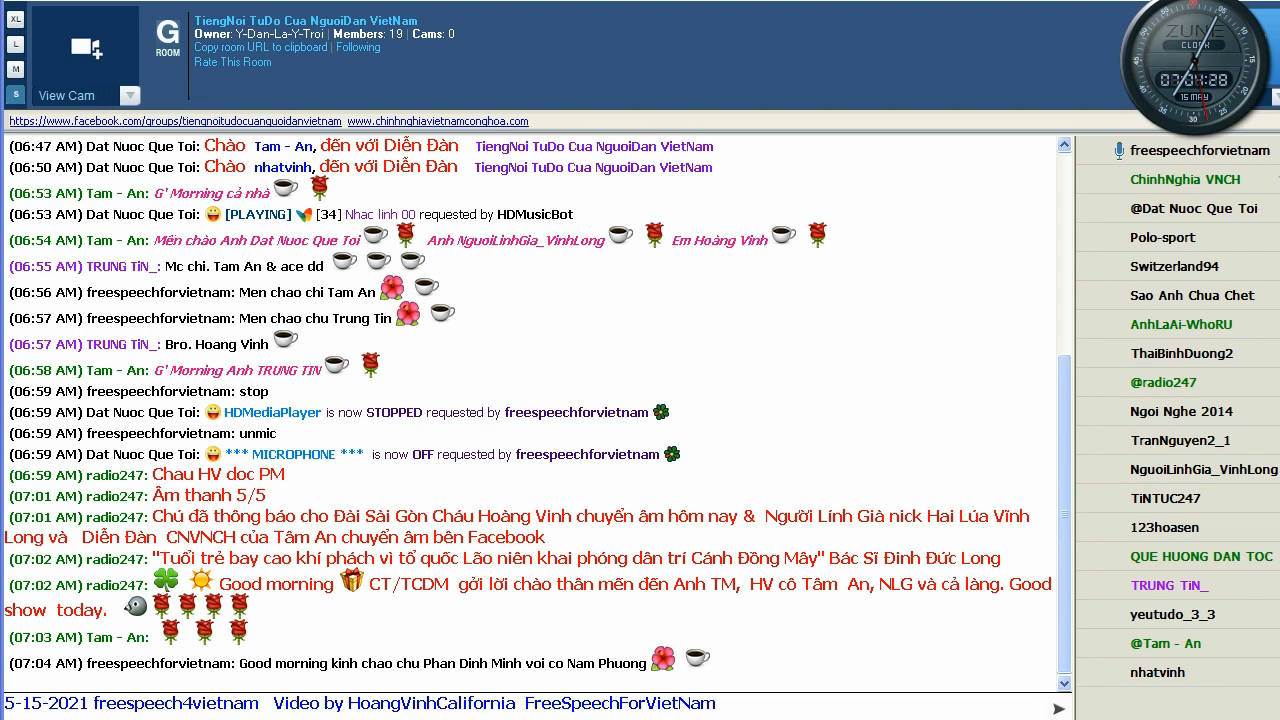 XL
L
M
S
View Cam
G
ROOM
TiengNoi TuDo Cua NguoiDan VietNam
Owner: Y-Dan-La-Y-Troi | Members: 19 | Cams: 0
Copy room URL to clipboard | Following
Rate This Room
ZUNE
CLOCK
07:04:28
15 MAY
https://www.facebook.com/groups/tiengnoitudocuanguoidanvietnam www.chinhnghiavietnamconghoa.com
(06:47 AM) Dat Nuoc Que Toi: Chào Tam - An, đến với Diễn Đàn TiengNoi TuDo Cua NguoiDan VietNam
(06:50 AM) Dat Nuoc Que Toi: Chào nhatvinh, đến với Diễn Đàn TiengNoi TuDo Cua NguoiDan VietNam
(06:53 AM) Tam - An: G' Morning cả nhà
(06:53 AM) Dat Nuoc Que Toi: [PLAYING] [34] Nhac linh 00 requested by HDMusicBot
(06:54 AM) Tam - An: Mến chào Anh Dat Nuoc Que Toi Anh NguoiLinhGia_VinhLong Em Hoàng Vinh
(06:55 AM) TRUNG TiN_: Mc chi. Tam An & ace dd
(06:56 AM) freespeechforvietnam: Men chao chi Tam An
(06:57 AM) freespeechforvietnam: Men chao chu Trung Tin
(06:57 AM) TRUNG TiN_: Bro. Hoang Vinh
(06:58 AM) Tam - An: G' Morning Anh TRUNG TIN
(06:59 AM) freespeechforvietnam: stop
(06:59 AM) Dat Nuoc Que Toi: HDMediaPlayer is now STOPPED requested by freespeechforvietnam
(06:59 AM) freespeechforvietnam: unmic
(06:59 AM) Dat Nuoc Que Toi: *** MICROPHONE *** is now OFF requested by freespeechforvietnam
(06:59 AM) radio247: Chau HV doc PM
(07:01 AM) radio247: Âm thanh 5/5
(07:01 AM) radio247: Chú đã thông báo cho Đài Sài Gòn Cháu Hoàng Vinh chuyển âm hôm nay & Người Lính Già nick Hai Lúa Vĩnh
Long và Diễn Đàn CNVNCH của Tâm An chuyển âm bên Facebook
(07:02 AM) radio247: "Tuổi trẻ bay cao khí phách vì tổ quốc Lão niên khai phóng dân trí Cánh Đồng Mây" Bác Sĩ Đinh Đức Long
(07:02 AM) radio247: Good morning CT/TCDM gởi lời chào thân mến đến Anh TM, HV cô Tâm An, NLG và cả làng. Good
show today.
(07:03 AM) Tam - An:
(07:04 AM) freespeechforvietnam: Good morning kinh chao chu Phan Dinh Minh voi co Nam Phuong
5-15-2021 freespeech4vietnam Video by HoangVinhCalifornia FreeSpeechForVietNam
freespeechforvietnam
ChinhNghia VNCH
@Dat Nuoc Que Toi
Polo-sport
Switzerland94
Sao Anh Chua Chet
AnhLaAi-WhoRU
ThaiBinhDuong2
@radio247
Ngoi Nghe 2014
TranNguyen2_1
NguoiLinhGia_VinhLong
TiNTUC247
123hoasen
QUE HUONG DAN TOC
TRUNG TiN_
yeutudo_3_3
@Tam - An
nhatvinh